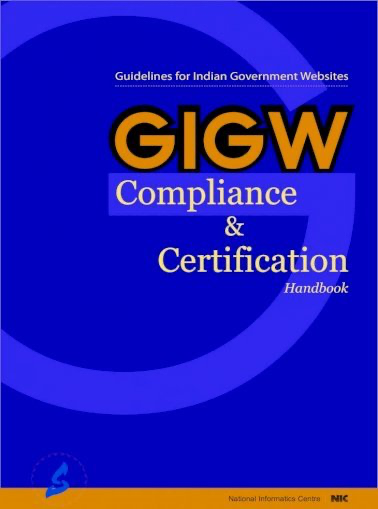 Guidelines for Indian Government Websites
GIGW
Compliance
&
Certification
Handbook
National Informatics Centre NIC